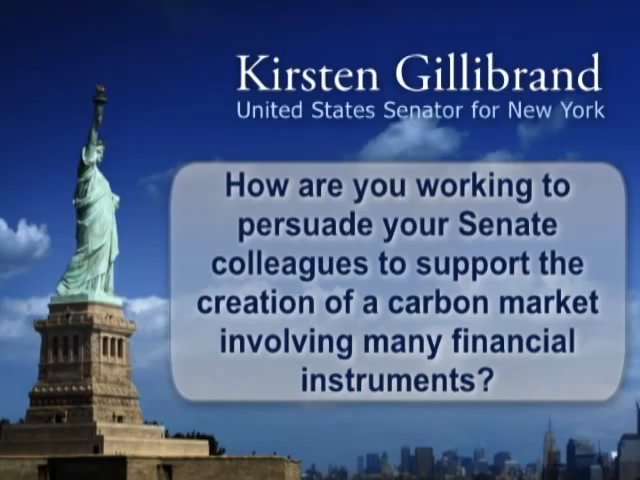 Kirsten Gillibrand
United States Senator for New York
How are you working to
persuade your Senate
colleagues to support the
creation of a carbon market
involving many financial
instruments?